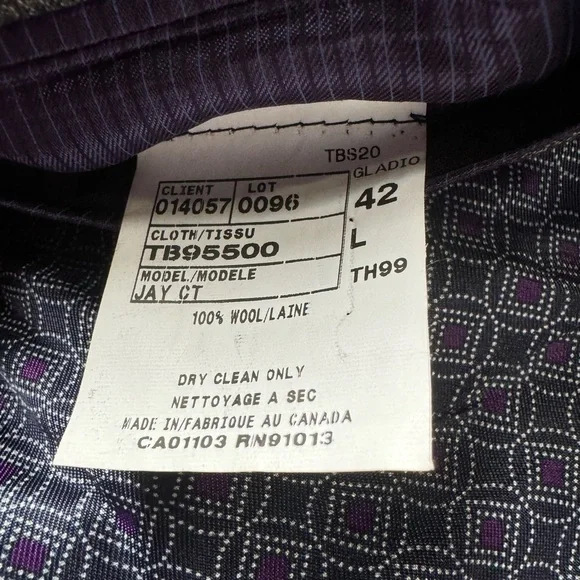 TBS20
GLADIO
CLIENT LOT
014057 0096 42
CLOTH/TISSU
TB95500 L
MODEL/MODELE TH99
JAY CT
100% WOOL/LAINE
DRY CLEAN ONLY
NETTOYAGE A SEC
MADE IN/FABRIQUE AU CANADA
CA01103 RN91013